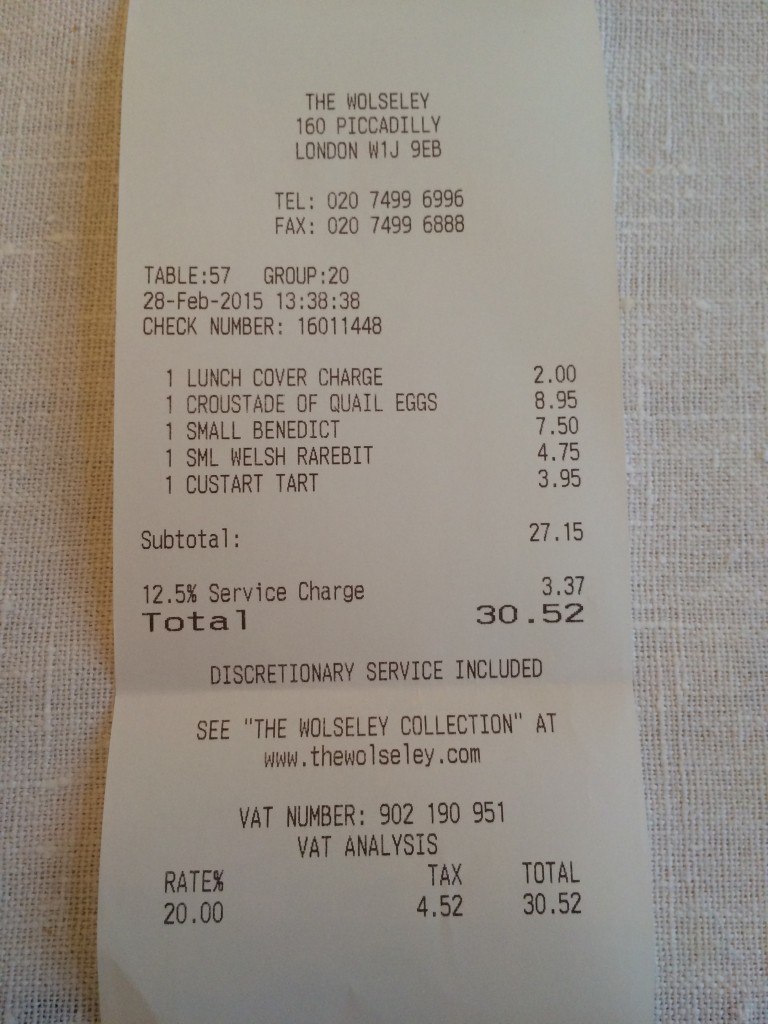 THE WOLSELEY
160 PICCADILLY
LONDON W1J 9EB
TEL: 020 7499 6996
FAX: 020 7499 6888
TABLE:57 GROUP:20
28-Feb-2015 13:38:38
CHECK NUMBER: 16011448
1 LUNCH COVER CHARGE 2.00
1 CROUSTADE OF QUAIL EGGS 8.95
1 SMALL BENEDICT 7.50
1 SML WELSH RAREBIT 4.75
1 CUSTART TART 3.95
Subtotal: 27.15
12.5% Service Charge 3.37
Total 30.52
DISCRETIONARY SERVICE INCLUDED
SEE "THE WOLSELEY COLLECTION" AT
www.thewolseley.com
VAT NUMBER: 902 190 951
VAT ANALYSIS
RATE% TAX TOTAL
20.00 4.52 30.52